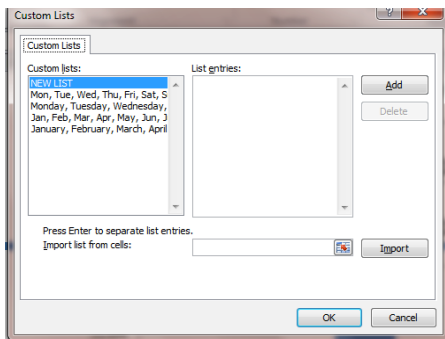 Custom Lists
Custom Lists
Custom lists:
NEW LIST
Mon, Tue, Wed, Thu, Fri, Sat, S
Monday, Tuesday, Wednesday,
Jan, Feb, Mar, Apr, May, Jun, J
January, February, March, April
List entries:
Add
Delete
Press Enter to separate list entries.
Import list from cells:
Import
OK
Cancel